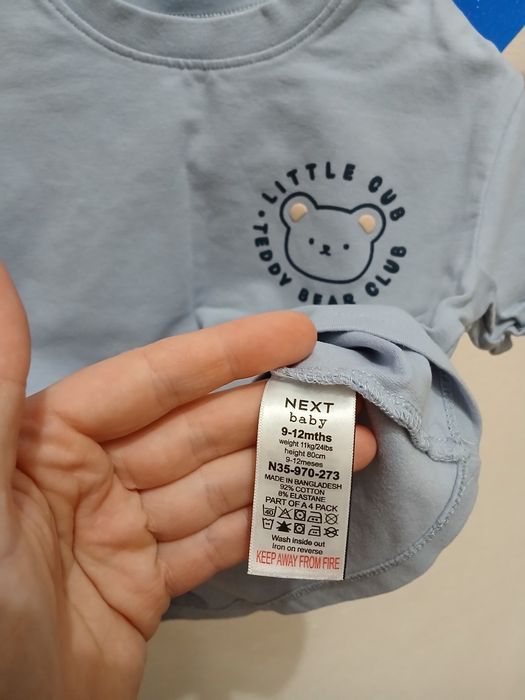 LITTLE CUB
• TEDDY BEAR CLUB
NEXT
baby
9-12mths
weight 11kg/24lbs
height 80cm
9-12meses
N35-970-273
MADE IN BANGLADESH
92% COTTON
8% ELASTANE
PART OF A 4 PACK
40
Wash inside out
Iron on reverse
KEEP AWAY FROM FIRE